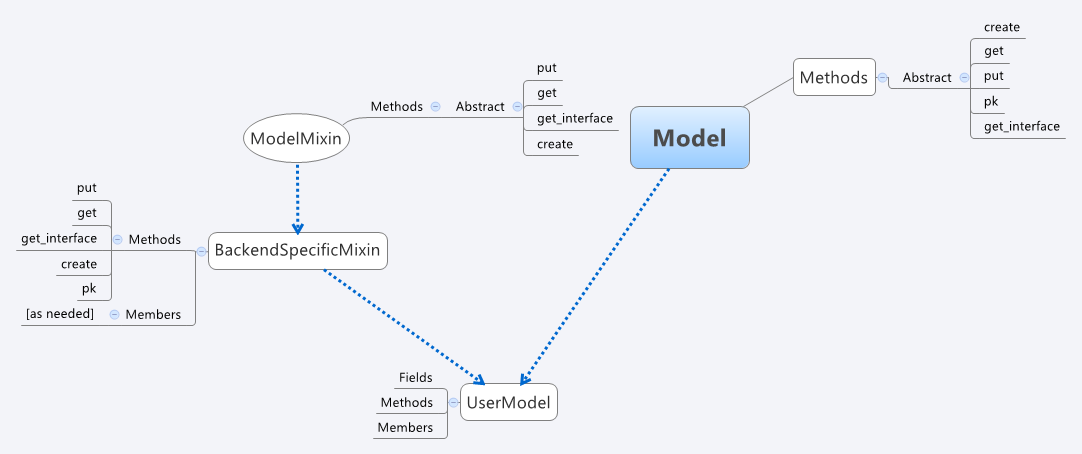 create
get
put
pk
get_interface
Abstract
Methods
Model
put
get
get_interface
create
Abstract
Methods
ModelMixin
put
get
get_interface
create
pk
Methods
[as needed]
Members
BackendSpecificMixin
Fields
Methods
Members
UserModel